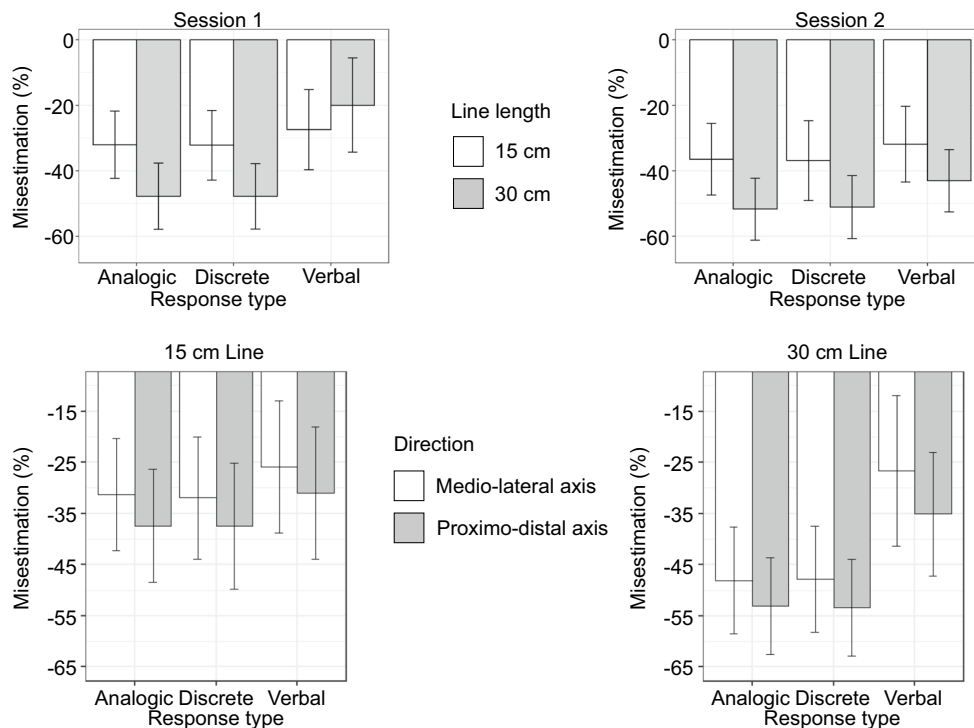 Session 1
Misestimation (%)
0
-20
-40
-60
Analogic Discrete Verbal
Response type
Line length
15 cm
30 cm
Session 2
Misestimation (%)
0
-20
-40
-60
Analogic Discrete Verbal
Response type
15 cm Line
Misestimation (%)
-15
-25
-35
-45
-55
-65
Analogic Discrete Verbal
Response type
Direction
Medio-lateral axis
Proximo-distal axis
30 cm Line
Misestimation (%)
-15
-25
-35
-45
-55
-65
Analogic Discrete Verbal
Response type